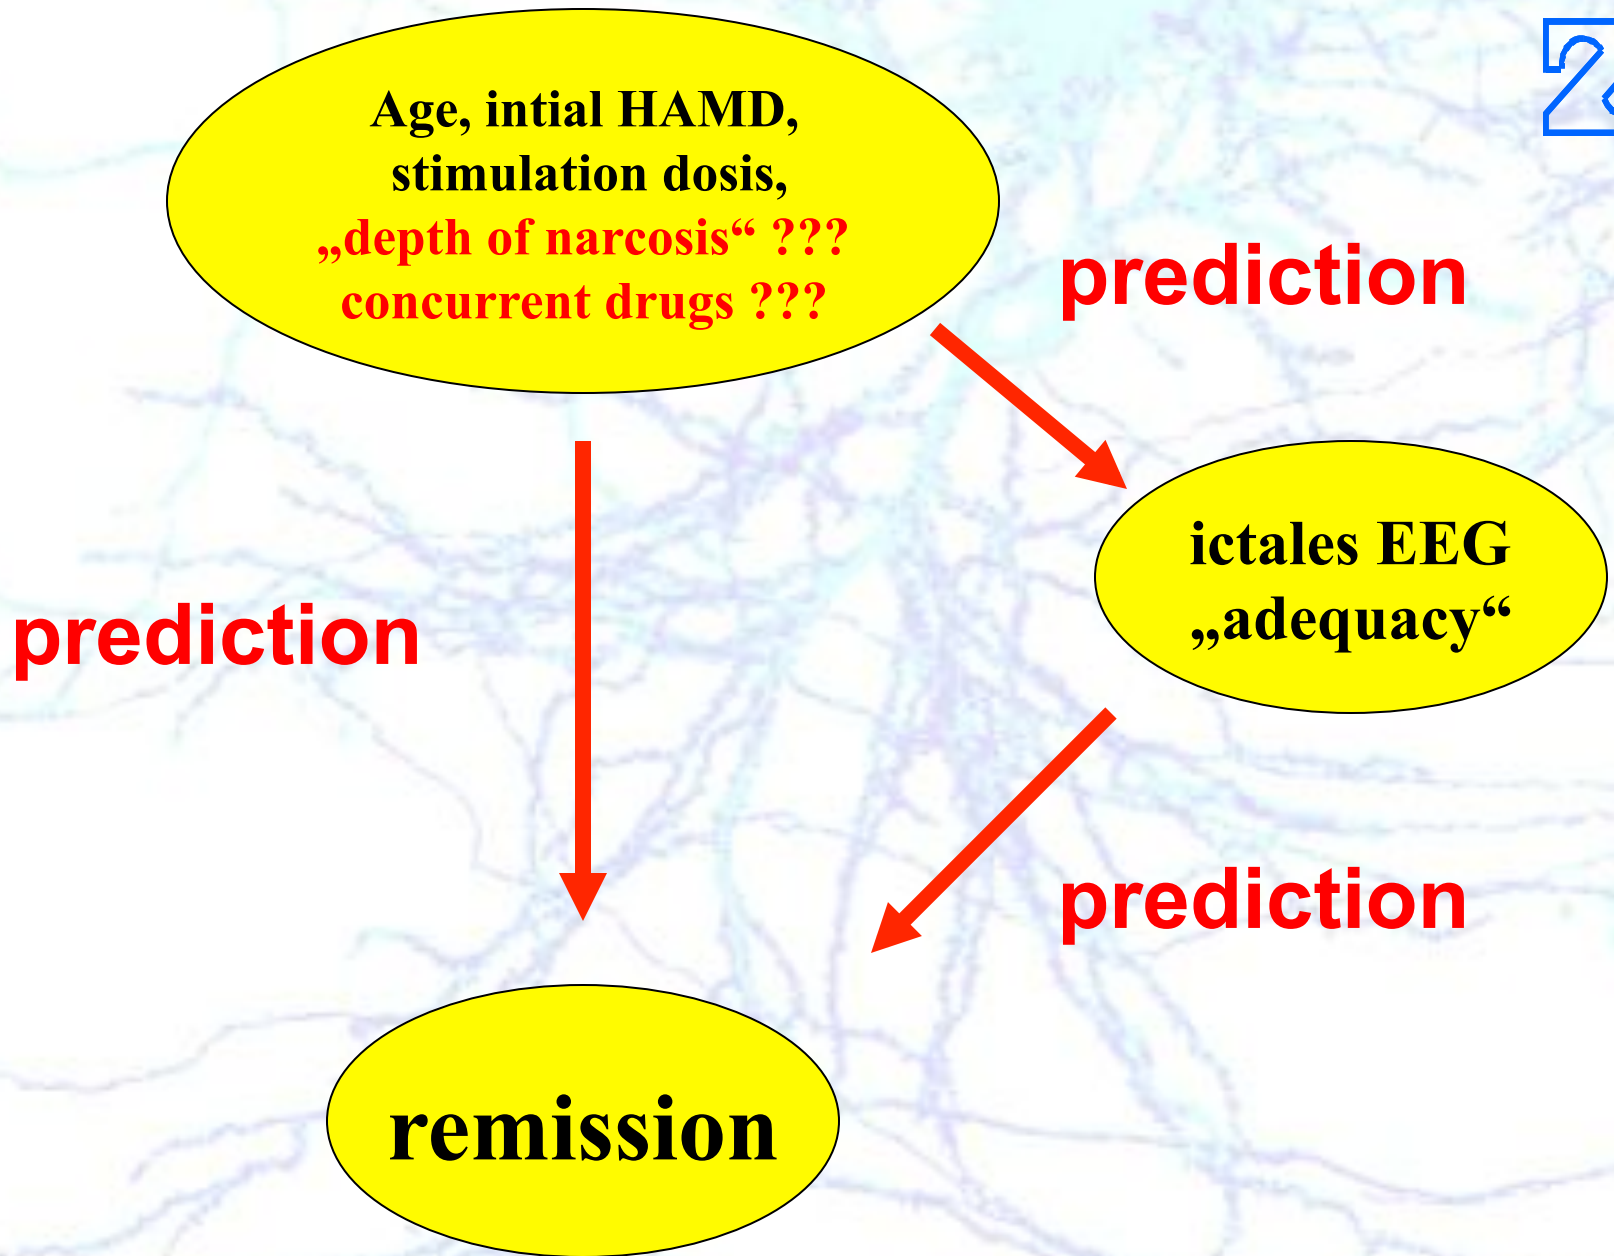 Age, intial HAMD,
stimulation dosis,
„depth of narcosis“ ???
concurrent drugs ???
prediction
ictales EEG
„adequacy“
prediction
prediction
remission